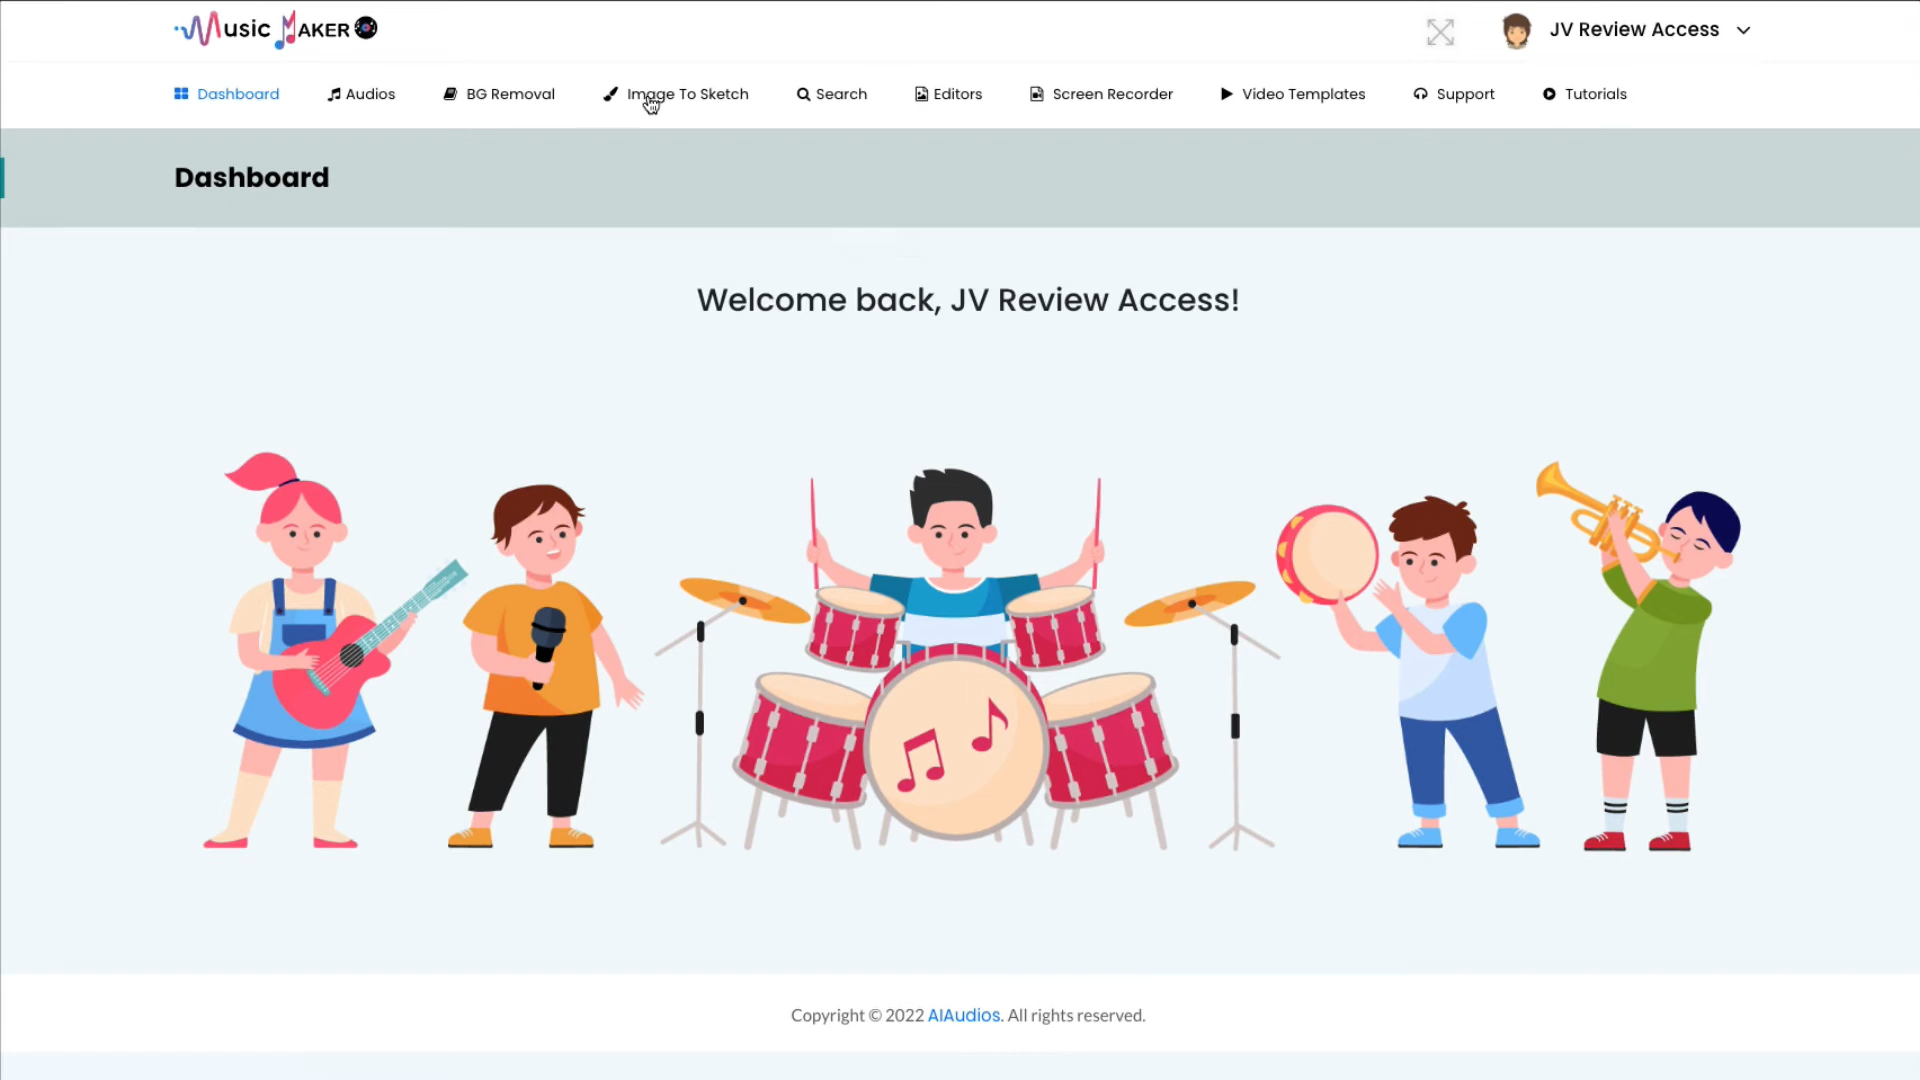 Music Maker
JV Review Access
Dashboard
Audios
BG Removal
Image To Sketch
Search
Editors
Screen Recorder
Video Templates
Support
Tutorials
Dashboard
Welcome back, JV Review Access!
Copyright © 2022 AIAudios. All rights reserved.